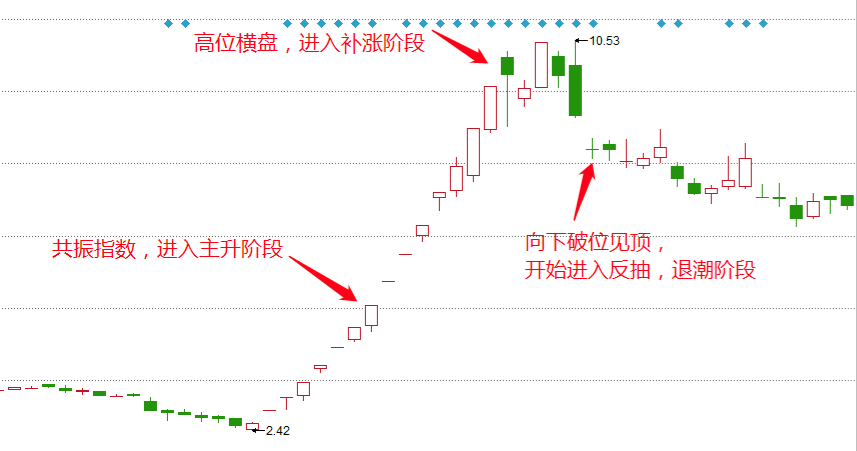 高位横盘，进入补涨阶段
10.53
共振指数，进入主升阶段
向下破位见顶，
开始进入反抽，退潮阶段
2.42